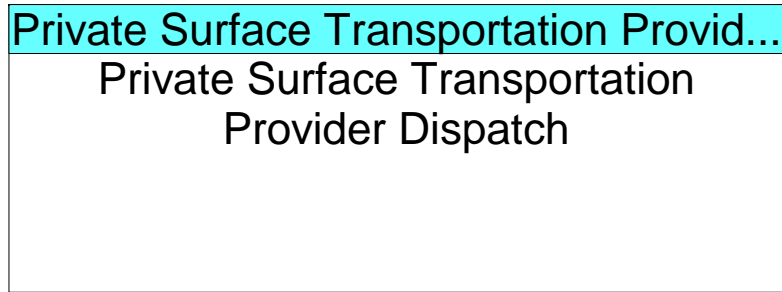 Private Surface Transportation Provid...
Private Surface Transportation
Provider Dispatch